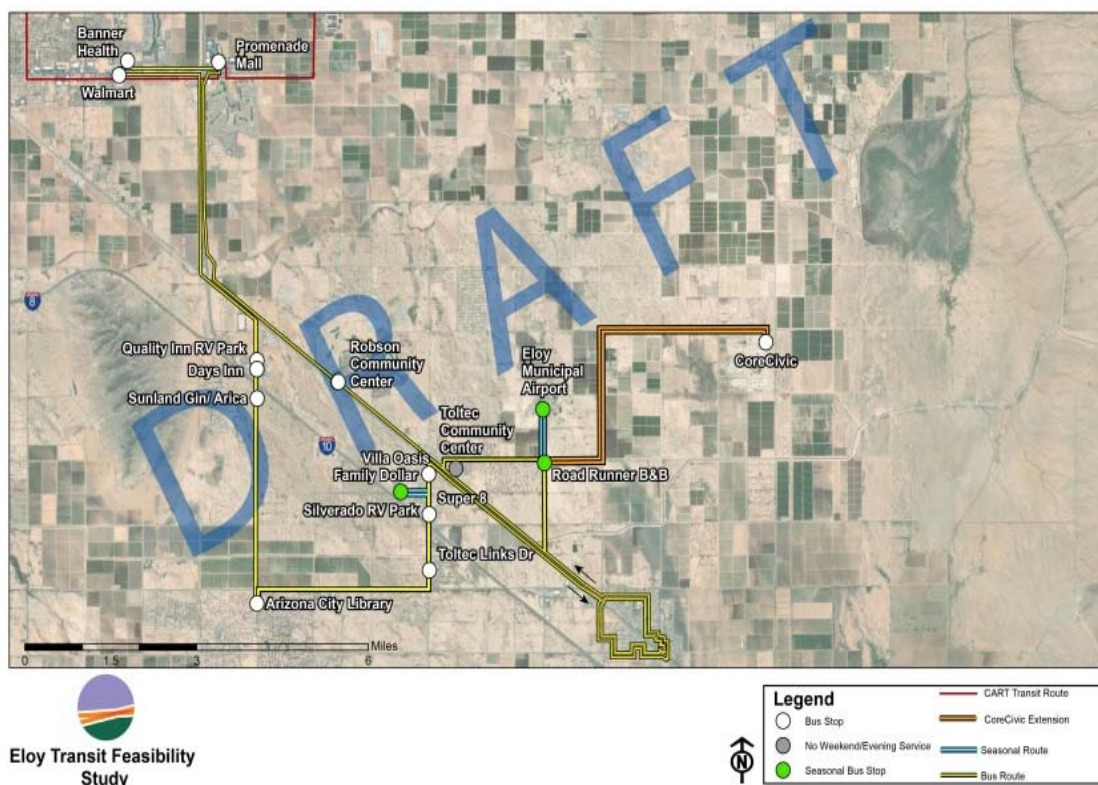 Banner
Health
Promenade
Mall
Walmart
DRAFT
8
Quality Inn RV Park
Days Inn
Sunland Gin/ Arica
Robson
Community
Center
Eloy
Municipal
Airport
CoreCivic
10
Toltec
Community
Center
Villa Oasis
Family Dollar
Road Runner B&B
Super 8
Silverado RV Park
Toltec Links Dr
Arizona City Library
Miles
0 1.5 3 6
Eloy Transit Feasibility
Study
N
Legend
Bus Stop
No Weekend/Evening Service
Seasonal Bus Stop
CART Transit Route
CoreCivic Extension
Seasonal Route
Bus Route